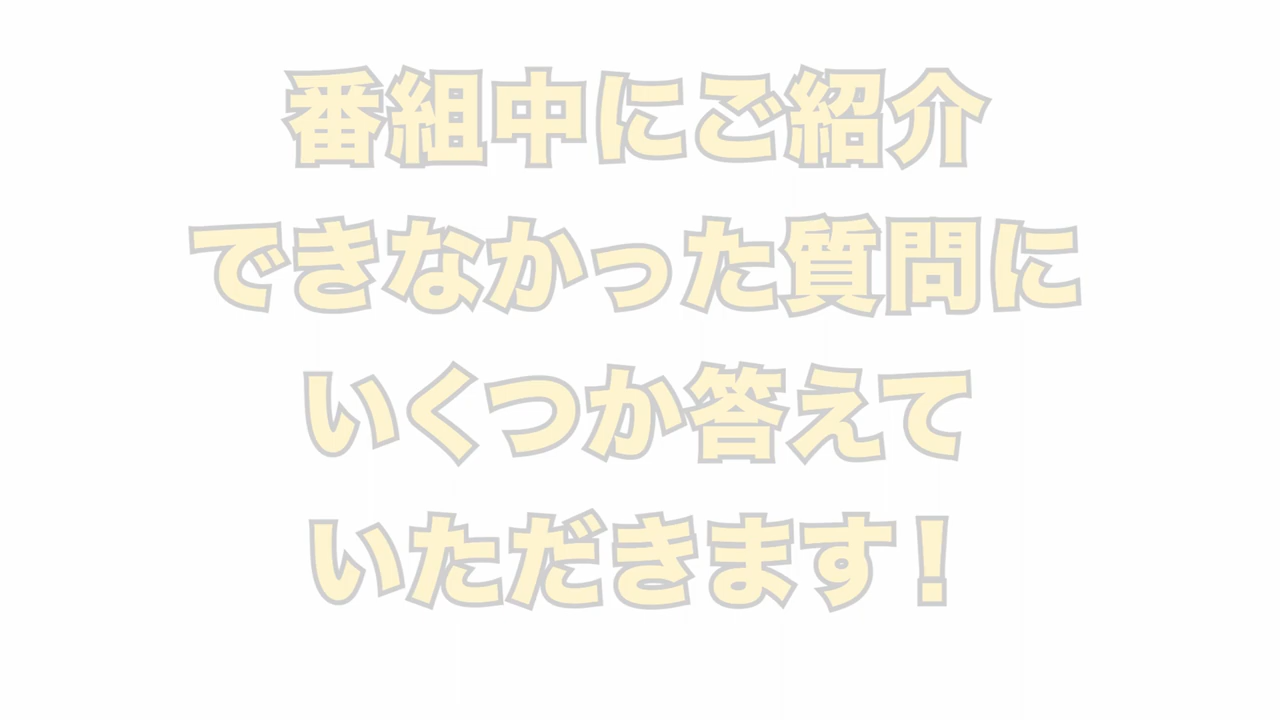 番組中にご紹介
できなかった質問に
いくつか答えて
いただきます!